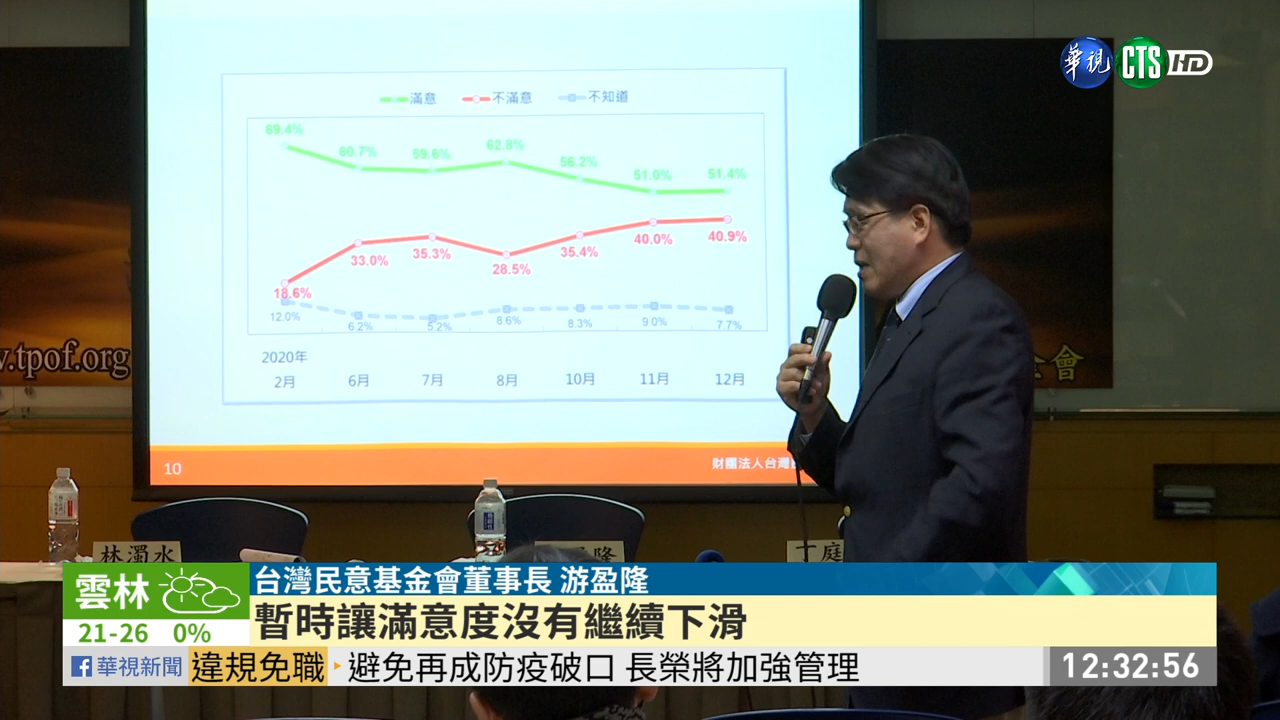 華視 CTS HD
滿意 不滿意 不知道
69.4% 60.7% 59.6% 62.8% 56.2% 51.0% 51.4%
18.6% 33.0% 35.3% 28.5% 35.4% 40.0% 40.9%
12.0% 6.2% 5.2% 8.6% 8.3% 9.0% 7.7%
2020年
2月 6月 7月 8月 10月 11月 12月
.tpof.org
金會
10
財團法人台灣
林濁水
隆
丁庭
雲林
21-26 0%
台灣民意基金會董事長 游盈隆
暫時讓滿意度沒有繼續下滑
華視新聞 違規免職 避免再成防疫破口 長榮將加強管理
12:32:56